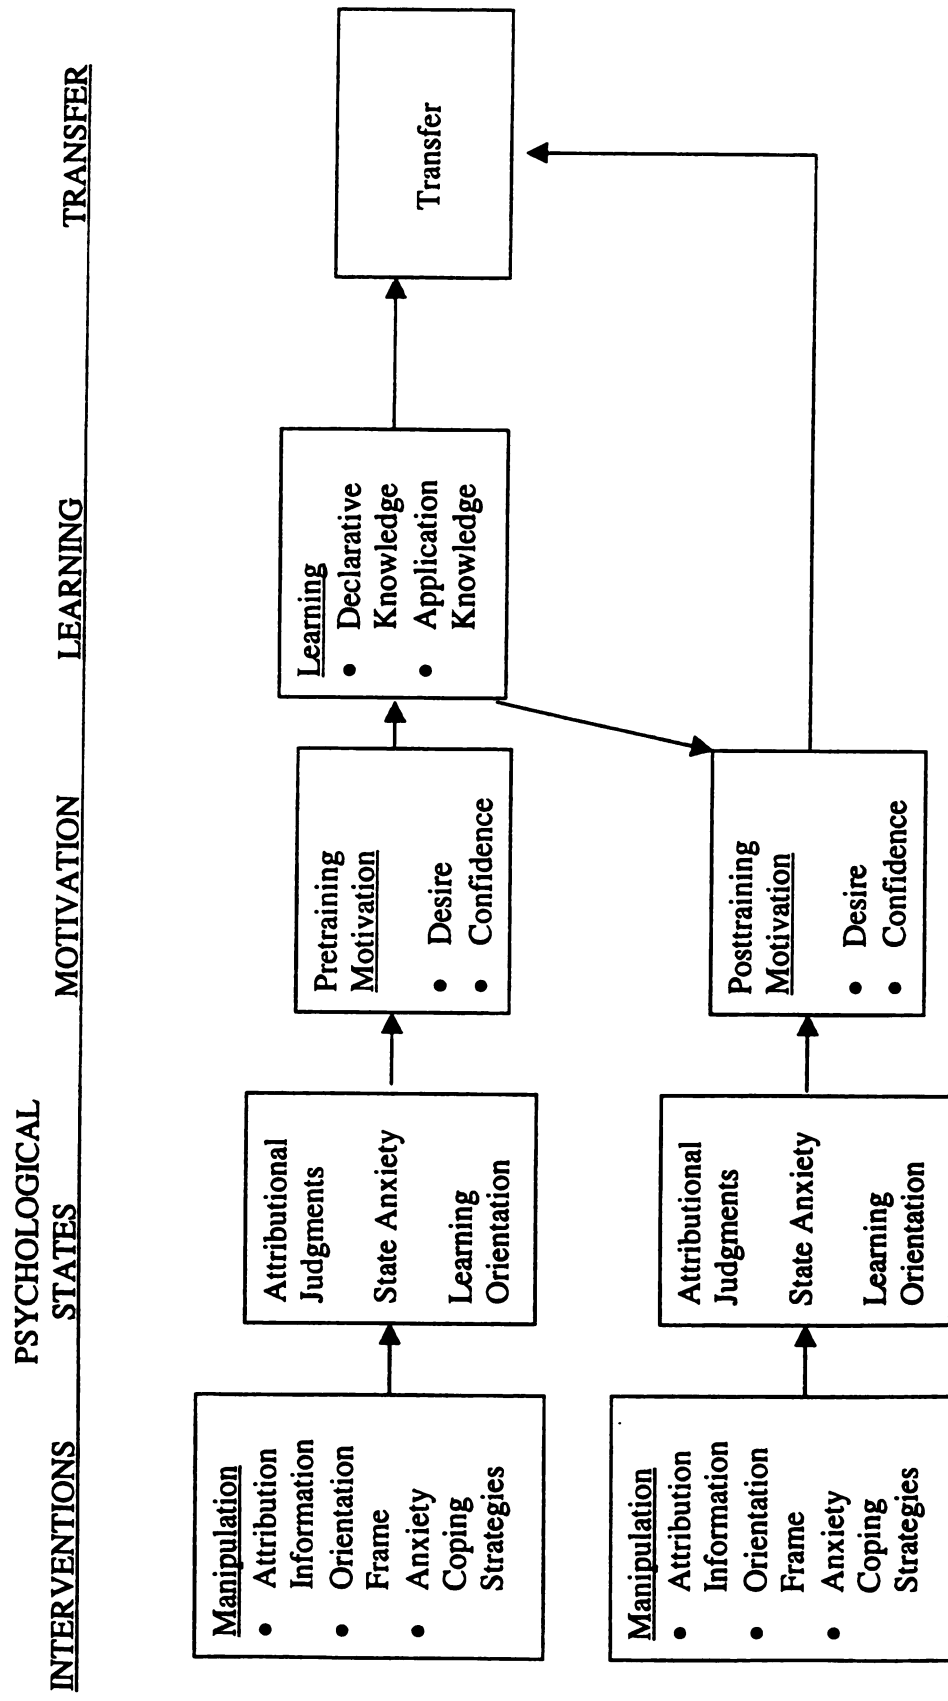 PSYCHOLOGICAL
INTERVENTIONS STATES MOTIVATION LEARNING TRANSFER
Manipulation
• Attribution
Information
• Orientation
Frame
• Anxiety
Coping
Strategies
Attributional
Judgments
State Anxiety
Learning
Orientation
Pretraining
Motivation
• Desire
• Confidence
Learning
• Declarative
Knowledge
• Application
Knowledge
Transfer
Manipulation
• Attribution
Information
• Orientation
Frame
• Anxiety
Coping
Strategies
Attributional
Judgments
State Anxiety
Learning
Orientation
Posttraining
Motivation
• Desire
• Confidence